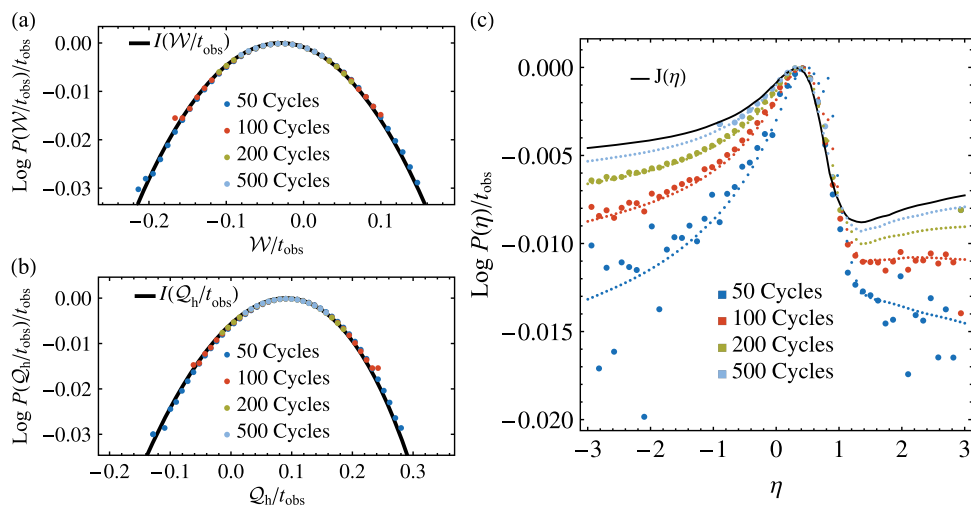 (a)
Log P(𝒲/t_obs)/t_obs
0.00
−0.01
−0.02
−0.03
I(𝒲/t_obs)
50 Cycles
100 Cycles
200 Cycles
500 Cycles
−0.2 −0.1 0.0 0.1
𝒲/t_obs
(b)
Log P(𝒬_h/t_obs)/t_obs
0.00
−0.01
−0.02
−0.03
I(𝒬_h/t_obs)
50 Cycles
100 Cycles
200 Cycles
500 Cycles
−0.2 −0.1 0.0 0.1 0.2 0.3
𝒬_h/t_obs
(c)
Log P(η)/t_obs
0.000
−0.005
−0.010
−0.015
−0.020
J(η)
50 Cycles
100 Cycles
200 Cycles
500 Cycles
−3 −2 −1 0 1 2 3
η